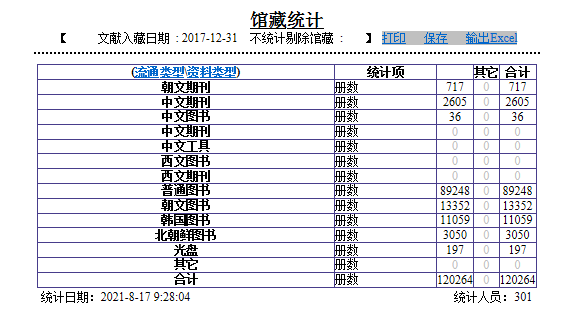 馆藏统计
【 文献入藏日期 : 2017-12-31 不统计剔除馆藏 : 】 打印 保存 输出Excel
(流通类型\资料类型) 统计项 其它 合计
朝文期刊 册数 717 0 717
中文期刊 册数 2605 0 2605
中文图书 册数 36 0 36
中文期刊 册数 0 0 0
中文工具 册数 0 0 0
西文图书 册数 0 0 0
西文期刊 册数 0 0 0
普通图书 册数 89248 0 89248
朝文图书 册数 13352 0 13352
韩国图书 册数 11059 0 11059
北朝鲜图书 册数 3050 0 3050
光盘 册数 197 0 197
其它 册数 0 0 0
合计 册数 120264 0 120264
统计日期：2021-8-17 9:28:04 统计人员：301